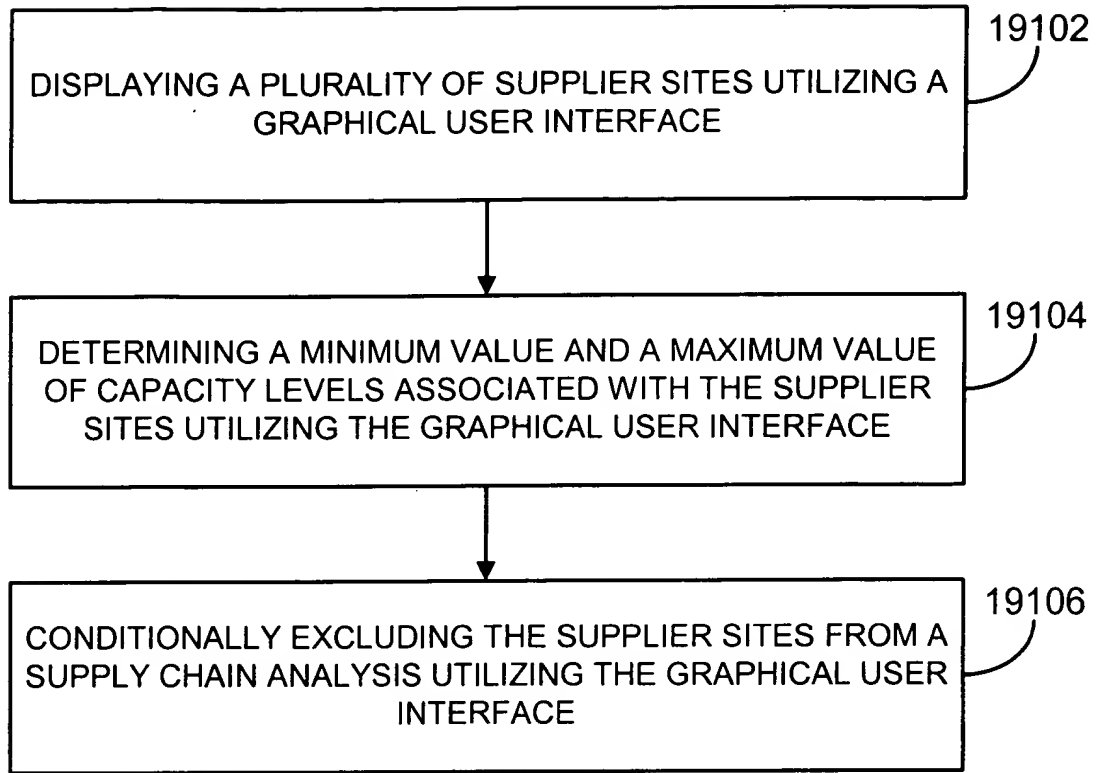 19102
DISPLAYING A PLURALITY OF SUPPLIER SITES UTILIZING A
GRAPHICAL USER INTERFACE
19104
DETERMINING A MINIMUM VALUE AND A MAXIMUM VALUE
OF CAPACITY LEVELS ASSOCIATED WITH THE SUPPLIER
SITES UTILIZING THE GRAPHICAL USER INTERFACE
19106
CONDITIONALLY EXCLUDING THE SUPPLIER SITES FROM A
SUPPLY CHAIN ANALYSIS UTILIZING THE GRAPHICAL USER
INTERFACE